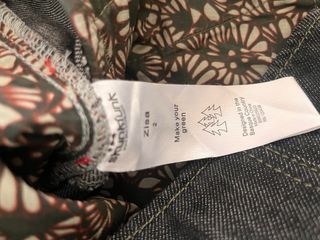 skunkfunk
Zisa
2
Make your
green
Designed in the
Basque Country